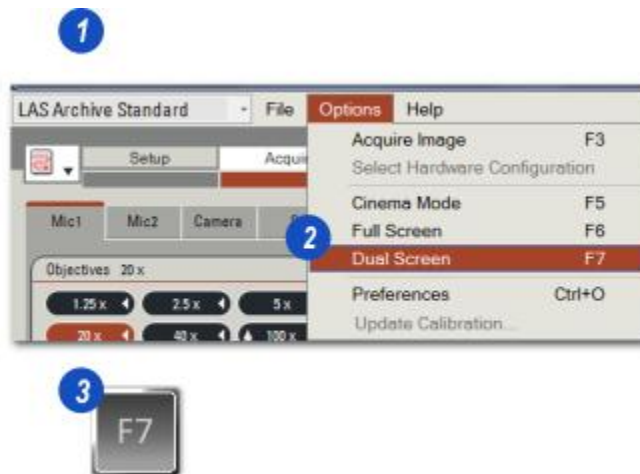 1
LAS Archive Standard File Options Help
Acquire Image F3
Setup
Select Hardware Configuration
Cinema Mode F5
Mic1 Mic2 Camera
2
Full Screen F6
Dual Screen F7
Objectives 20 x
Preferences Ctrl+O
1.25 x 2.5 x 5 x
Update Calibration...
20 x 40 x 100 x
3
F7